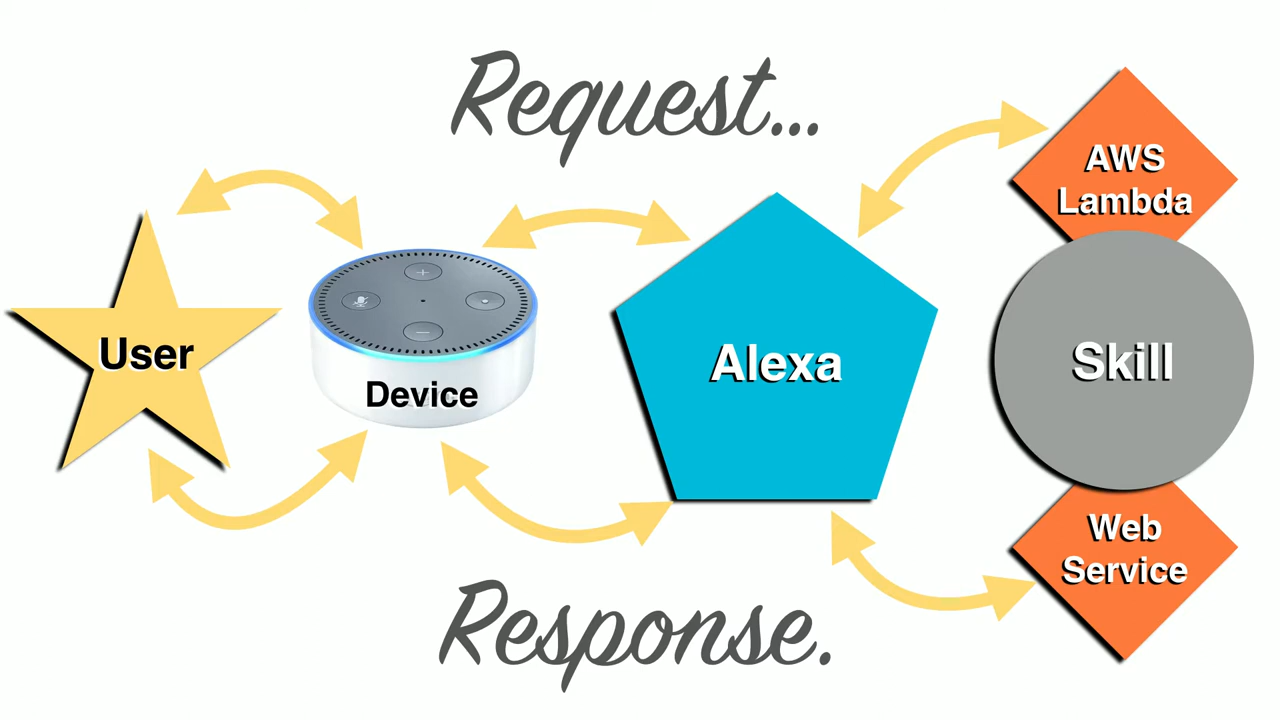 Request...
AWS
Lambda
User
Device
Alexa
Skill
Web
Service
Response.